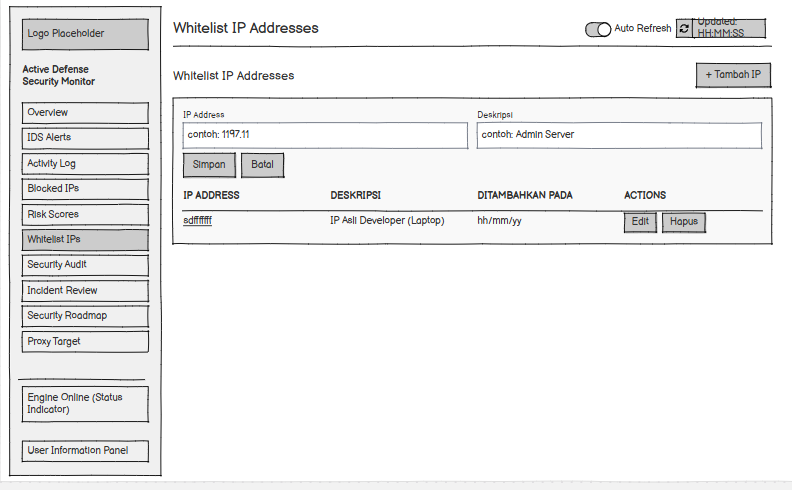 Logo Placeholder
Active Defense
Security Monitor
Overview
IDS Alerts
Activity Log
Blocked IPs
Risk Scores
Whitelist IPs
Security Audit
Incident Review
Security Roadmap
Proxy Target
Engine Online (Status
Indicator)
User Information Panel
Whitelist IP Addresses
Auto Refresh
Updated:
HH:MM:SS
Whitelist IP Addresses
+ Tambah IP
IP Address
Deskripsi
contoh: 1197.11
contoh: Admin Server
Simpan
Batal
IP ADDRESS
DESKRIPSI
DITAMBAHKAN PADA
ACTIONS
IP Asli Developer (Laptop)
hh/mm/yy
Edit
Hapus